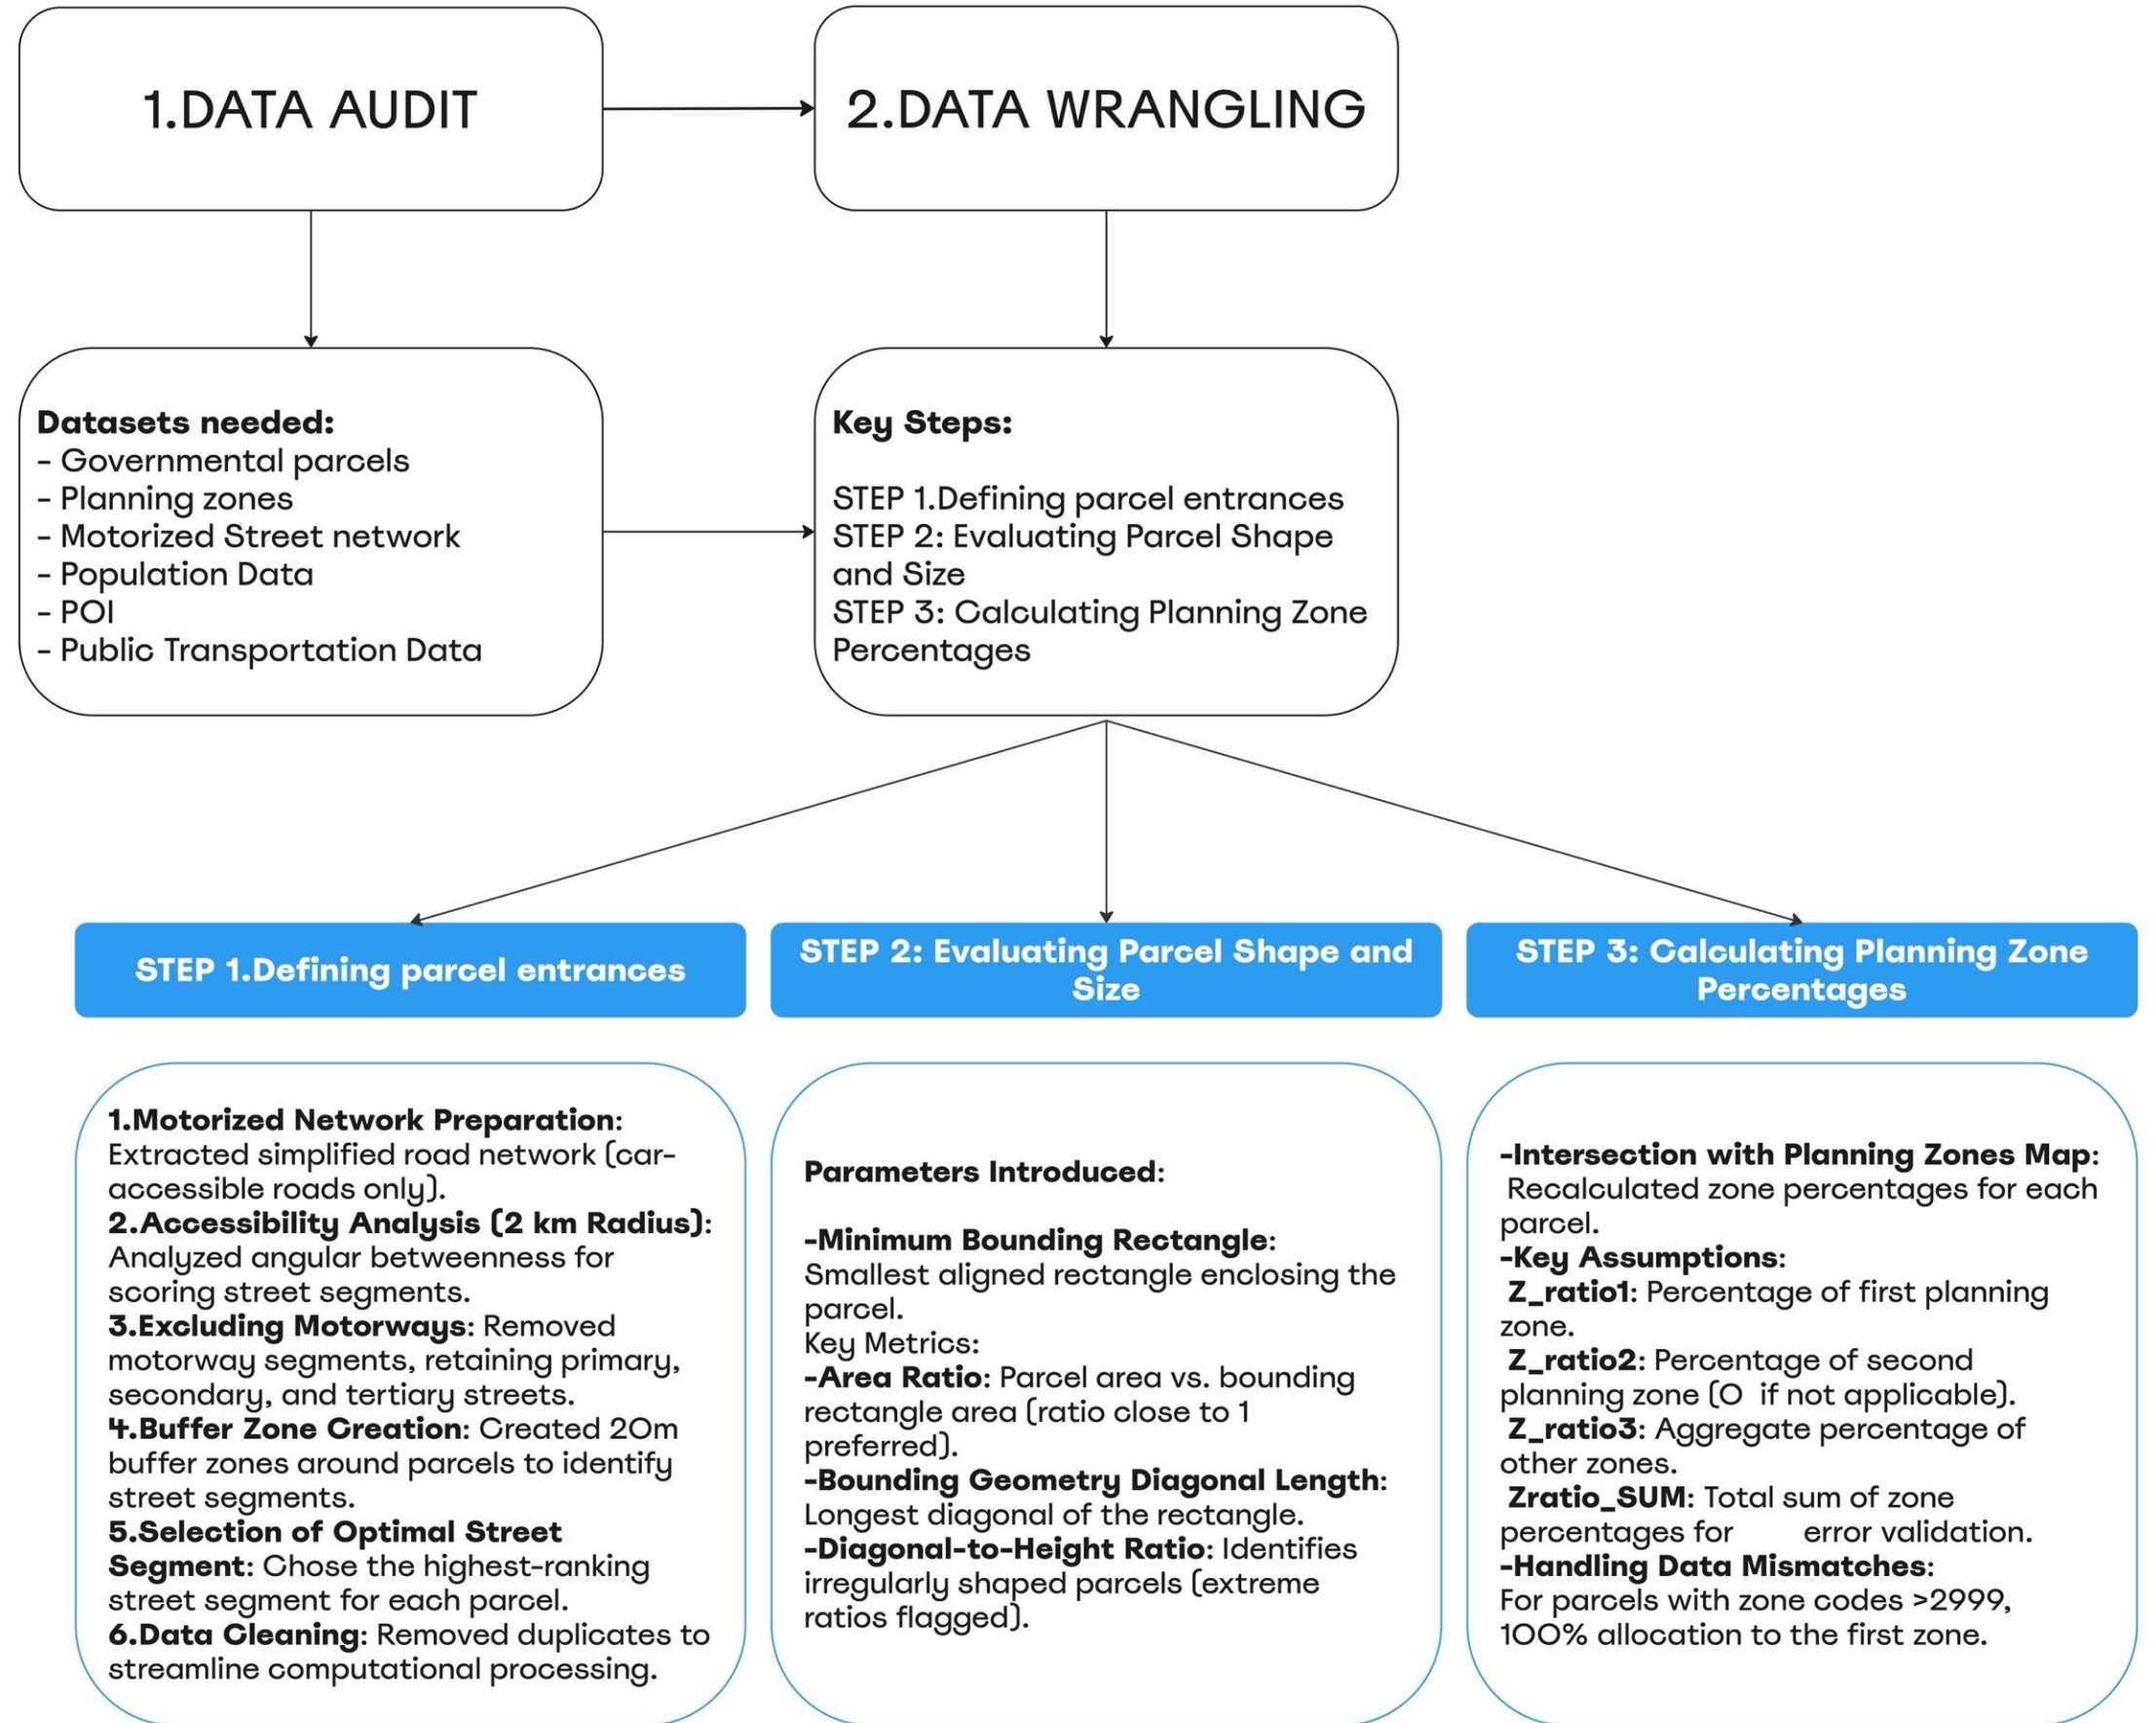 1.DATA AUDIT
2.DATA WRANGLING
Datasets needed:
- Governmental parcels
- Planning zones
- Motorized Street network
- Population Data
- POI
- Public Transportation Data
Key Steps:
STEP 1.Defining parcel entrances
STEP 2: Evaluating Parcel Shape
and Size
STEP 3: Calculating Planning Zone
Percentages
STEP 1.Defining parcel entrances
1.Motorized Network Preparation:
Extracted simplified road network (car-
accessible roads only).
2.Accessibility Analysis (2 km Radius):
Analyzed angular betweenness for
scoring street segments.
3.Excluding Motorways: Removed
motorway segments, retaining primary,
secondary, and tertiary streets.
4.Buffer Zone Creation: Created 20m
buffer zones around parcels to identify
street segments.
5.Selection of Optimal Street
Segment: Chose the highest-ranking
street segment for each parcel.
6.Data Cleaning: Removed duplicates to
streamline computational processing.
STEP 2: Evaluating Parcel Shape and
Size
Parameters Introduced:
-Minimum Bounding Rectangle:
Smallest aligned rectangle enclosing the
parcel.
Key Metrics:
-Area Ratio: Parcel area vs. bounding
rectangle area (ratio close to 1
preferred).
-Bounding Geometry Diagonal Length:
Longest diagonal of the rectangle.
-Diagonal-to-Height Ratio: Identifies
irregularly shaped parcels (extreme
ratios flagged).
STEP 3: Calculating Planning Zone
Percentages
-Intersection with Planning Zones Map:
Recalculated zone percentages for each
parcel.
-Key Assumptions:
Z_ratio1: Percentage of first planning
zone.
Z_ratio2: Percentage of second
planning zone (0 if not applicable).
Z_ratio3: Aggregate percentage of
other zones.
Zratio_SUM: Total sum of zone
percentages for error validation.
-Handling Data Mismatches:
For parcels with zone codes >2999,
100% allocation to the first zone.